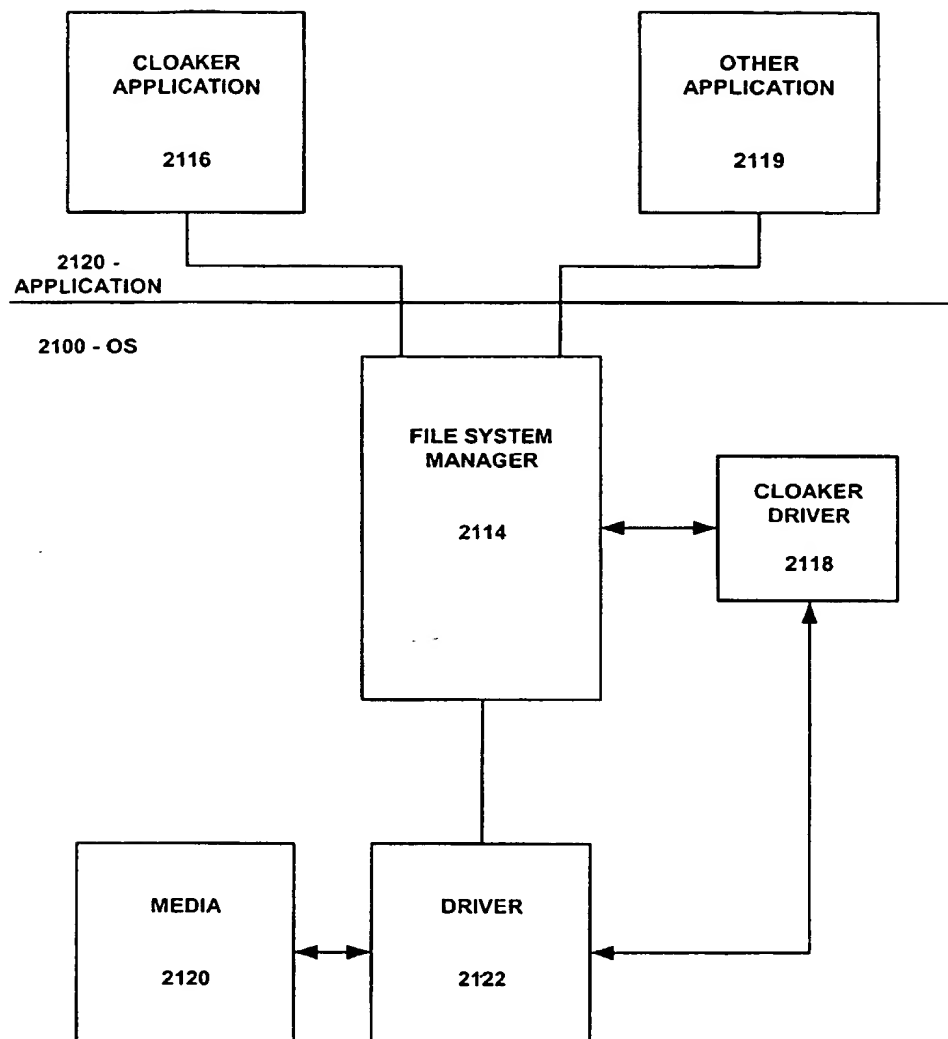 CLOAKER
APPLICATION
2116
OTHER
APPLICATION
2119
2120 -
APPLICATION
2100 - OS
FILE SYSTEM
MANAGER
2114
CLOAKER
DRIVER
2118
MEDIA
2120
DRIVER
2122